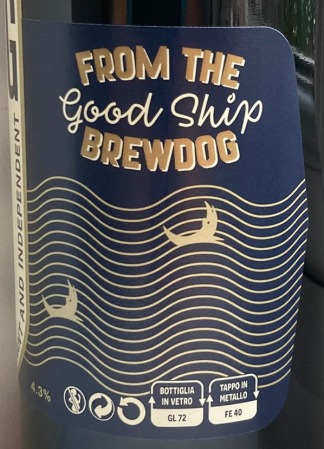 FROM THE
Good Ship
BREWDOG
AND INDEPENDENT
4.3%
BOTTIGLIA
IN VETRO
GL 72
TAPPO IN
METALLO
FE 40